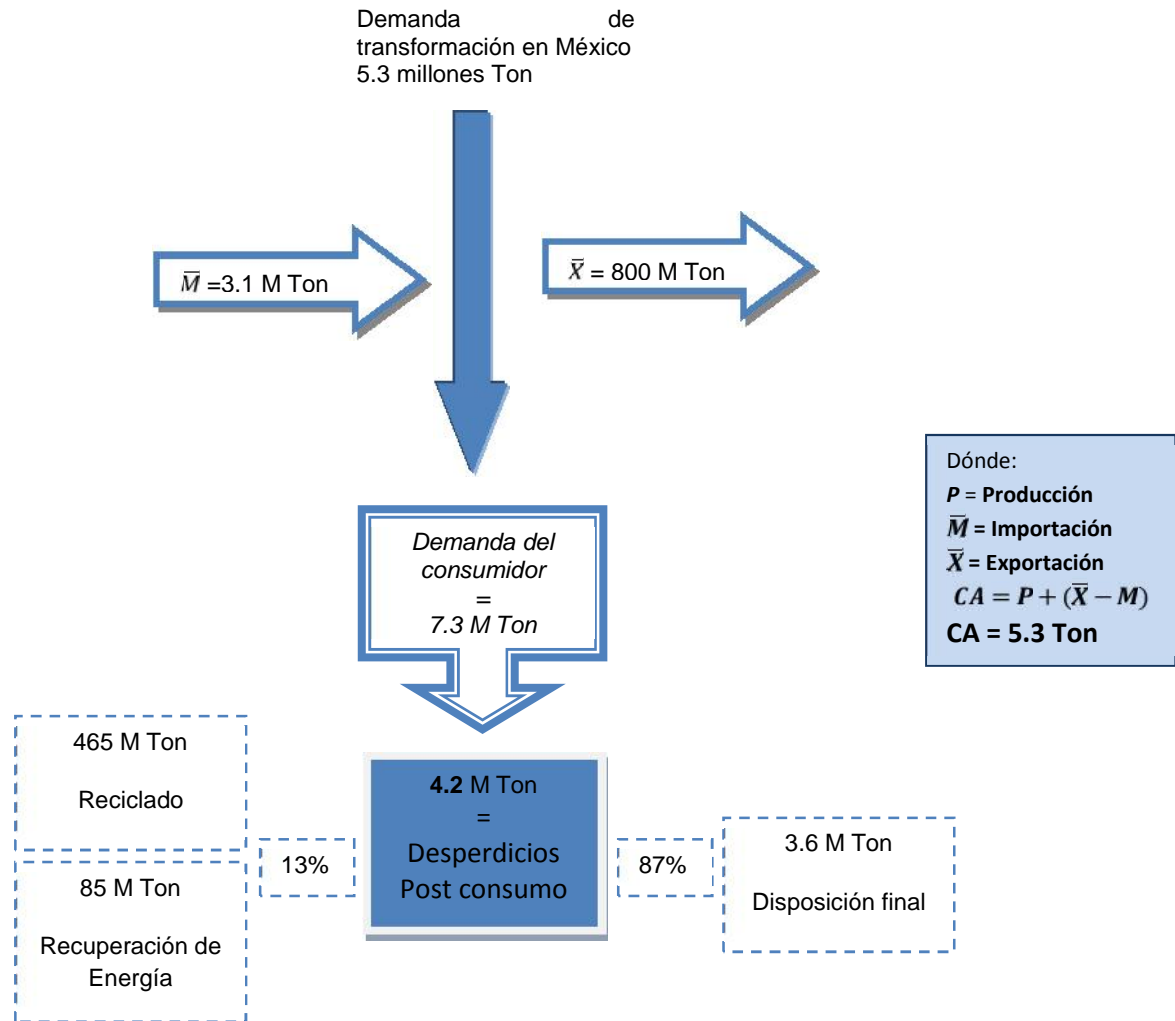 Demanda de
transformación en México
5.3 millones Ton
M̅ =3.1 M Ton
X̅ = 800 M Ton
Dónde:
P = Producción
M̅ = Importación
X̅ = Exportación
CA = P + (X̅ − M)
CA = 5.3 Ton
Demanda del
consumidor
=
7.3 M Ton
465 M Ton
Reciclado
85 M Ton
Recuperación de
Energía
13%
4.2 M Ton
=
Desperdicios
Post consumo
87%
3.6 M Ton
Disposición final